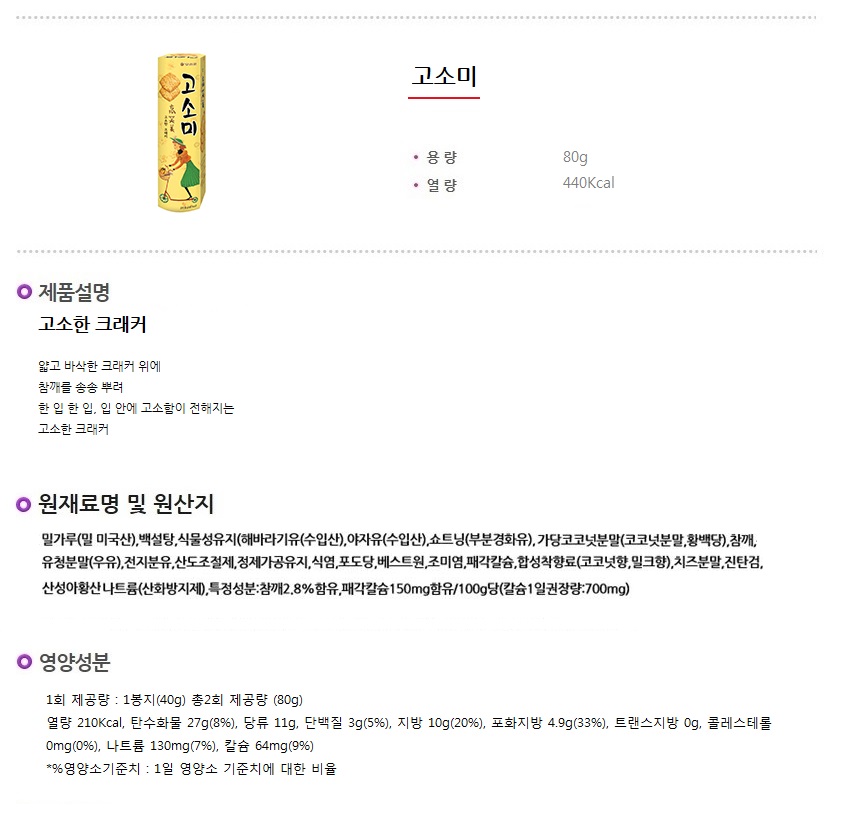 고소미
고소미
• 용 량 80g
• 열 량 440Kcal
제품설명
고소한 크래커
얇고 바삭한 크래커 위에
참깨를 송송 뿌려
한 입 한 입, 입 안에 고소함이 전해지는
고소한 크래커
원재료명 및 원산지
밀가루(밀 미국산),백설탕,식물성유지(해바라기유(수입산),야자유(수입산),쇼트닝(부분경화유), 가당코코넛분말(코코넛분말,황백당),참깨,
유청분말(우유),전지분유,산도조절제,정제가공유지,식염,포도당,베스트원,조미염,패각칼슘,합성착향료(코코넛향,밀크향),치즈분말,진탄검,
산성아황산나트륨(산화방지제),특정성분:참깨2.8%함유,패각칼슘150mg함유/100g당(칼슘1일권장량:700mg)
영양성분
1회 제공량 : 1봉지(40g) 총2회 제공량 (80g)
열량 210Kcal, 탄수화물 27g(8%), 당류 11g, 단백질 3g(5%), 지방 10g(20%), 포화지방 4.9g(33%), 트랜스지방 0g, 콜레스테롤
0mg(0%), 나트륨 130mg(7%), 칼슘 64mg(9%)
*%영양소기준치 : 1일 영양소 기준치에 대한 비율